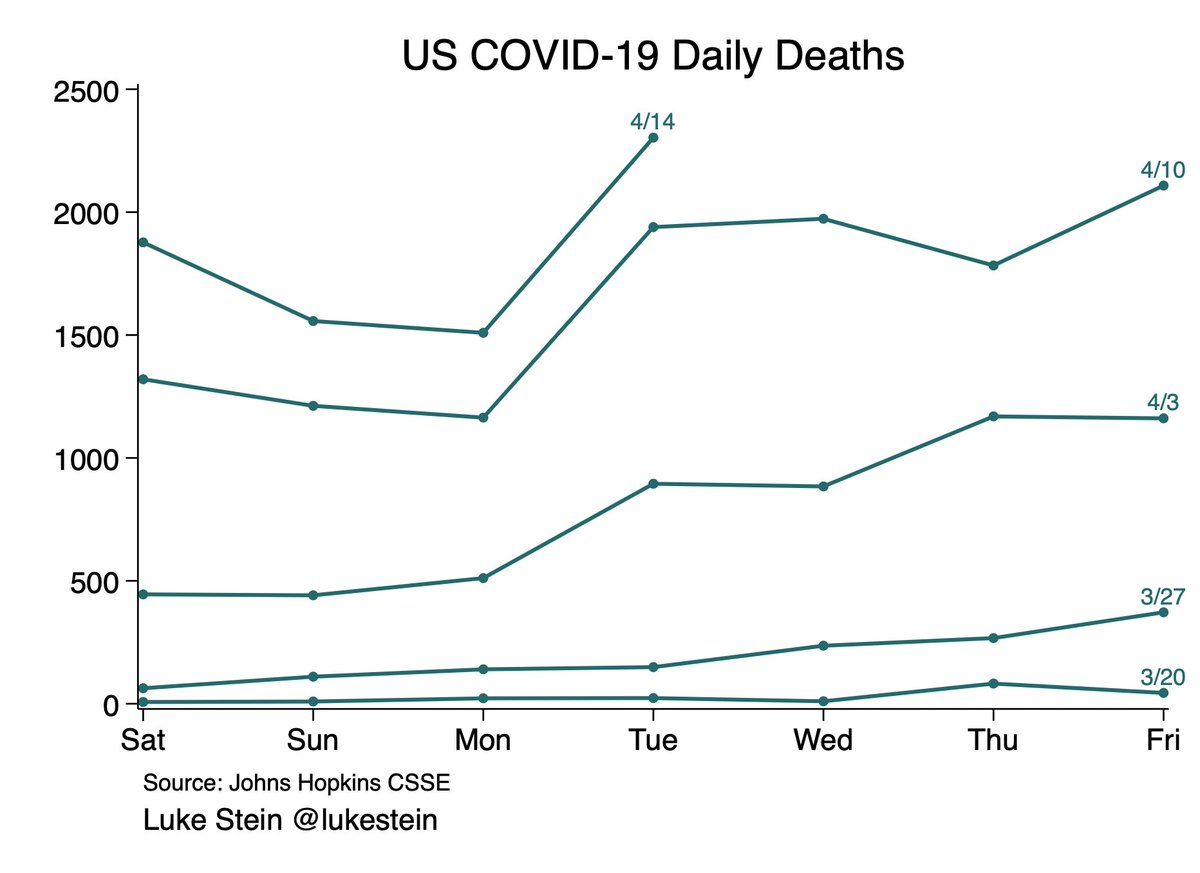 US COVID-19 Daily Deaths
2500
4/14
4/10
2000
1500
4/3
1000
500
3/27
3/20
0
Sat Sun Mon Tue Wed Thu Fri
Source: Johns Hopkins CSSE
Luke Stein @lukestein